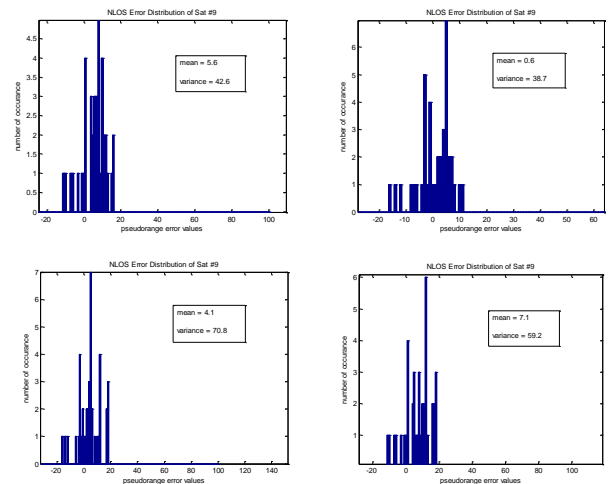 NLOS Error Distribution of Sat #9
number of occurance
4.5
4
3.5
3
2.5
2
1.5
1
0.5
0
mean = 5.6
variance = 42.6
-20 0 20 40 60 80 100
pseudorange error values
NLOS Error Distribution of Sat #9
number of occurance
7
6
5
4
3
2
1
0
mean = 0.6
variance = 38.7
-20 -10 0 10 20 30 40 50 60
pseudorange error values
NLOS Error Distribution of Sat #9
number of occurance
7
6
5
4
3
2
1
0
mean = 4.1
variance = 70.8
-20 0 20 40 60 80 100 120 140
pseudorange error values
NLOS Error Distribution of Sat #9
number of occurance
6
5
4
3
2
1
0
mean = 7.1
variance = 59.2
-20 0 20 40 60 80 100
pseudorange error values